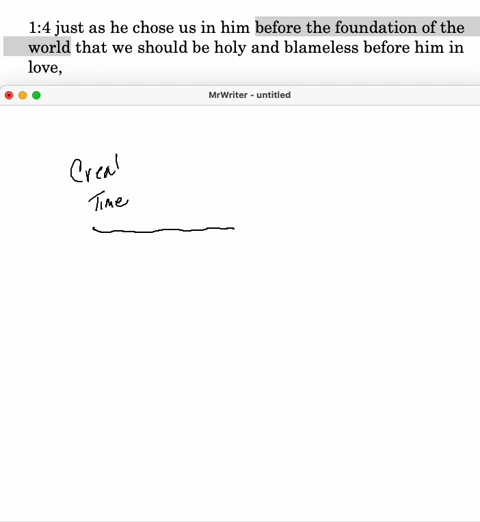 1:4 just as he chose us in him before the foundation of the
world that we should be holy and blameless before him in
love,
MrWriter - untitled
Creat
Time